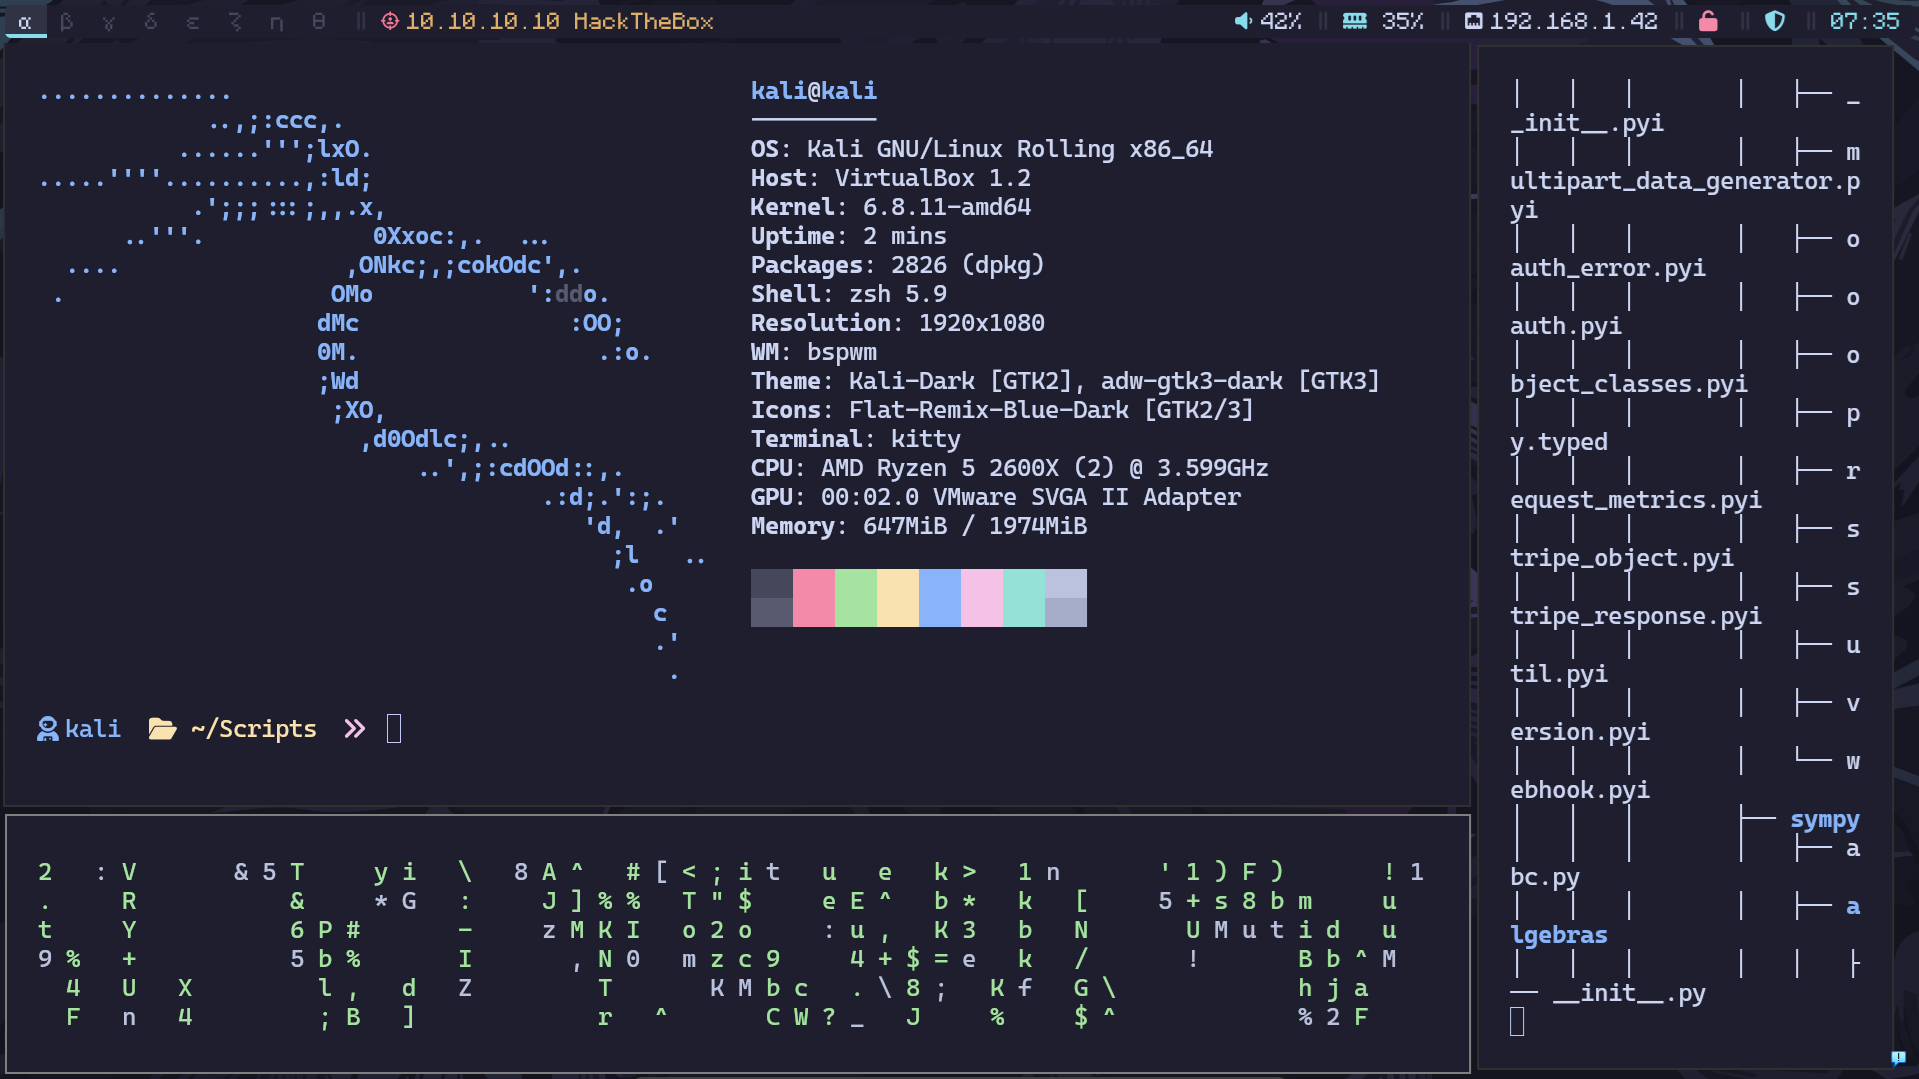 α β γ δ ε ξ η θ 10.10.10.10 HackTheBox 42% 35% 192.168.1.42 07:35
..............
..,;:ccc,.
......''';lxO.
.....''''..........,:ld;
.';;;:::;,,.x,
..'''. 0Xxoc:,. ...
.... ,ONkc;,;cokOdc',.
. OMo ':ddo.
dMc :OO;
0M. .:o.
;Wd
;XO,
,d0Odlc;,..
..',;:cdOOd::,.
.:d;.':;.
'd, .'
;l ..
.o
c
.'
.
kali@kali
─────────
OS: Kali GNU/Linux Rolling x86_64
Host: VirtualBox 1.2
Kernel: 6.8.11-amd64
Uptime: 2 mins
Packages: 2826 (dpkg)
Shell: zsh 5.9
Resolution: 1920x1080
WM: bspwm
Theme: Kali-Dark [GTK2], adw-gtk3-dark [GTK3]
Icons: Flat-Remix-Blue-Dark [GTK2/3]
Terminal: kitty
CPU: AMD Ryzen 5 2600X (2) @ 3.599GHz
GPU: 00:02.0 VMware SVGA II Adapter
Memory: 647MiB / 1974MiB
kali ~/Scripts
2 : V & 5 T y i \ 8 A ^ # [ < ; i t u e k > 1 n ' 1 ) F ) ! 1
. R & * G : J ] % % T " $ e E ^ b * k [ 5 + s 8 b m u
t Y 6 P # - z M K I o 2 o : u , K 3 b N U M u t i d u
9 % + 5 b % I , N 0 m z c 9 4 + $ = e k / ! B b ^ M
4 U X l , d Z T K M b c . \ 8 ; K f G \ h j a
F n 4 ; B ] r ^ C W ? _ J % $ ^ % 2 F
│ │ │ │ ├── _
_init__.pyi
│ │ │ │ ├── m
ultipart_data_generator.p
yi
│ │ │ │ ├── o
auth_error.pyi
│ │ │ │ ├── o
auth.pyi
│ │ │ │ ├── o
bject_classes.pyi
│ │ │ │ ├── p
y.typed
│ │ │ │ ├── r
equest_metrics.pyi
│ │ │ │ ├── s
tripe_object.pyi
│ │ │ │ ├── s
tripe_response.pyi
│ │ │ │ ├── u
til.pyi
│ │ │ │ ├── v
ersion.pyi
│ │ │ │ └── w
ebhook.pyi
│ │ │ ├── sympy
│ │ │ │ ├── a
bc.py
│ │ │ │ ├── a
lgebras
│ │ │ │ │ ├
── __init__.py